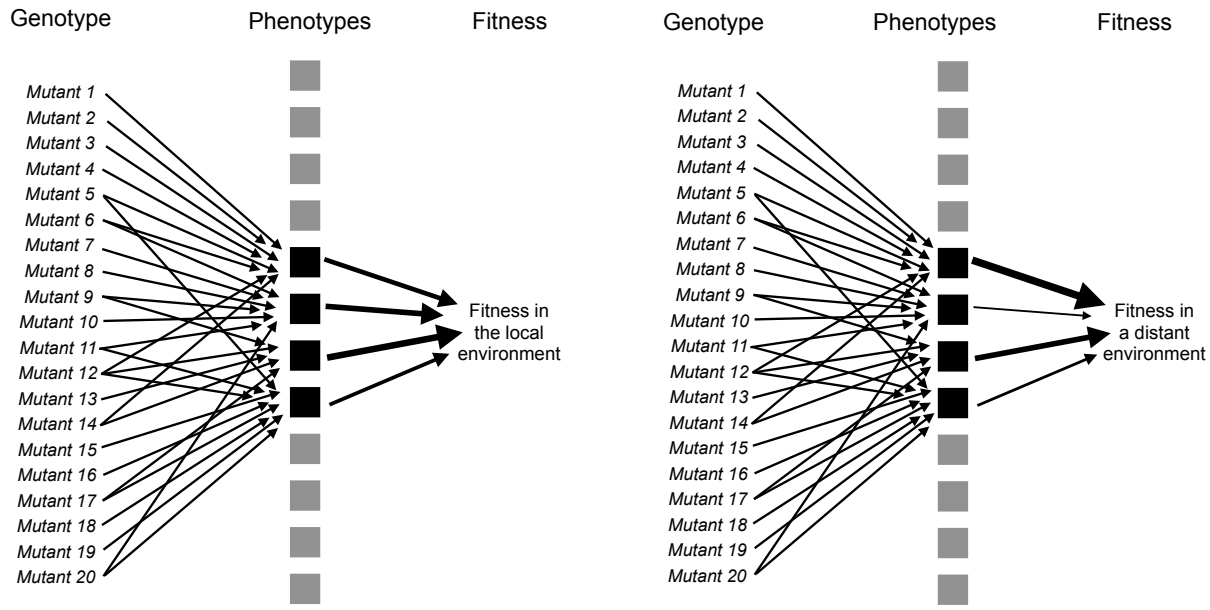 Genotype
Phenotypes
Fitness
Mutant 1
Mutant 2
Mutant 3
Mutant 4
Mutant 5
Mutant 6
Mutant 7
Mutant 8
Mutant 9
Mutant 10
Mutant 11
Mutant 12
Mutant 13
Mutant 14
Mutant 15
Mutant 16
Mutant 17
Mutant 18
Mutant 19
Mutant 20
Fitness in
the local
environment
Genotype
Phenotypes
Fitness
Mutant 1
Mutant 2
Mutant 3
Mutant 4
Mutant 5
Mutant 6
Mutant 7
Mutant 8
Mutant 9
Mutant 10
Mutant 11
Mutant 12
Mutant 13
Mutant 14
Mutant 15
Mutant 16
Mutant 17
Mutant 18
Mutant 19
Mutant 20
Fitness in
a distant
environment